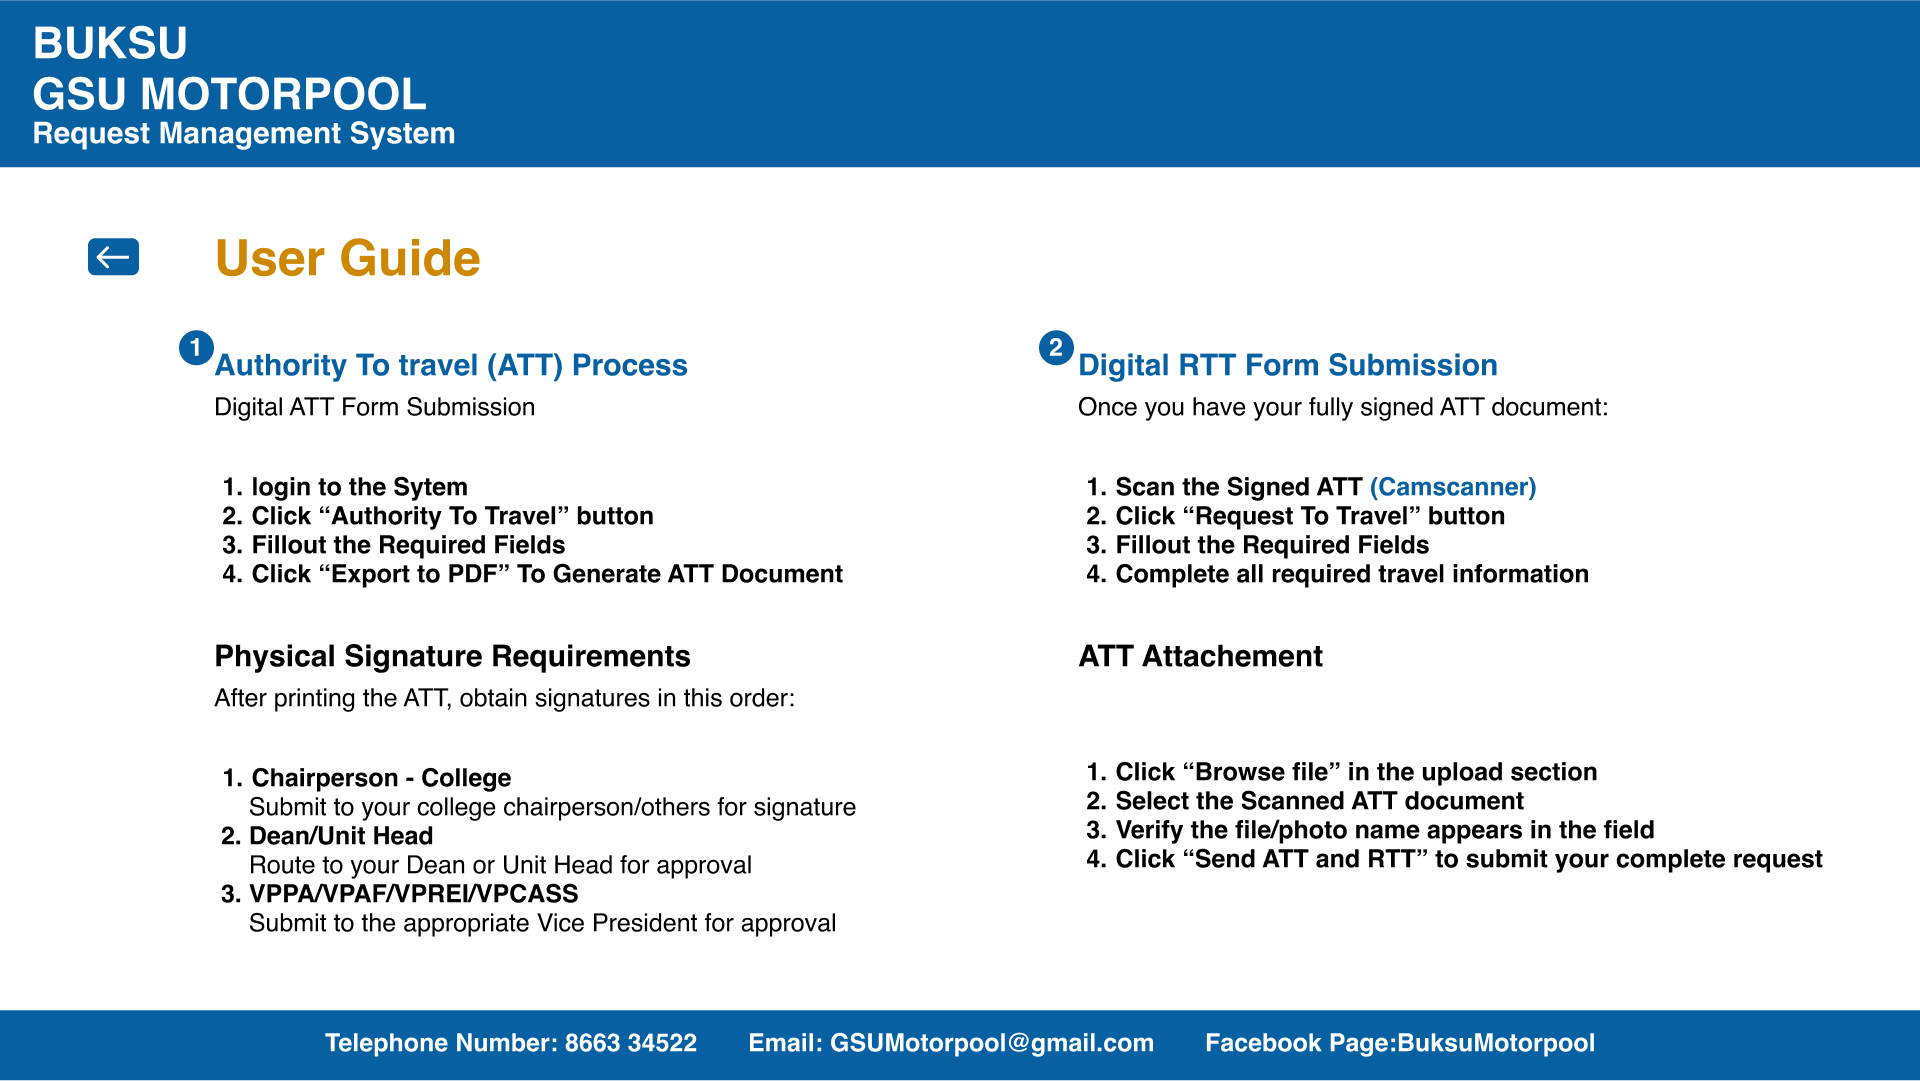 BUKSU
GSU MOTORPOOL
Request Management System
User Guide
1
Authority To travel (ATT) Process
Digital ATT Form Submission
1. login to the Sytem
2. Click “Authority To Travel” button
3. Fillout the Required Fields
4. Click “Export to PDF” To Generate ATT Document
Physical Signature Requirements
After printing the ATT, obtain signatures in this order:
1. Chairperson - College
Submit to your college chairperson/others for signature
2. Dean/Unit Head
Route to your Dean or Unit Head for approval
3. VPPA/VPAF/VPREI/VPCASS
Submit to the appropriate Vice President for approval
2
Digital RTT Form Submission
Once you have your fully signed ATT document:
1. Scan the Signed ATT (Camscanner)
2. Click “Request To Travel” button
3. Fillout the Required Fields
4. Complete all required travel information
ATT Attachement
1. Click “Browse file” in the upload section
2. Select the Scanned ATT document
3. Verify the file/photo name appears in the field
4. Click “Send ATT and RTT” to submit your complete request
Telephone Number: 8663 34522 Email: GSUMotorpool@gmail.com Facebook Page:BuksuMotorpool